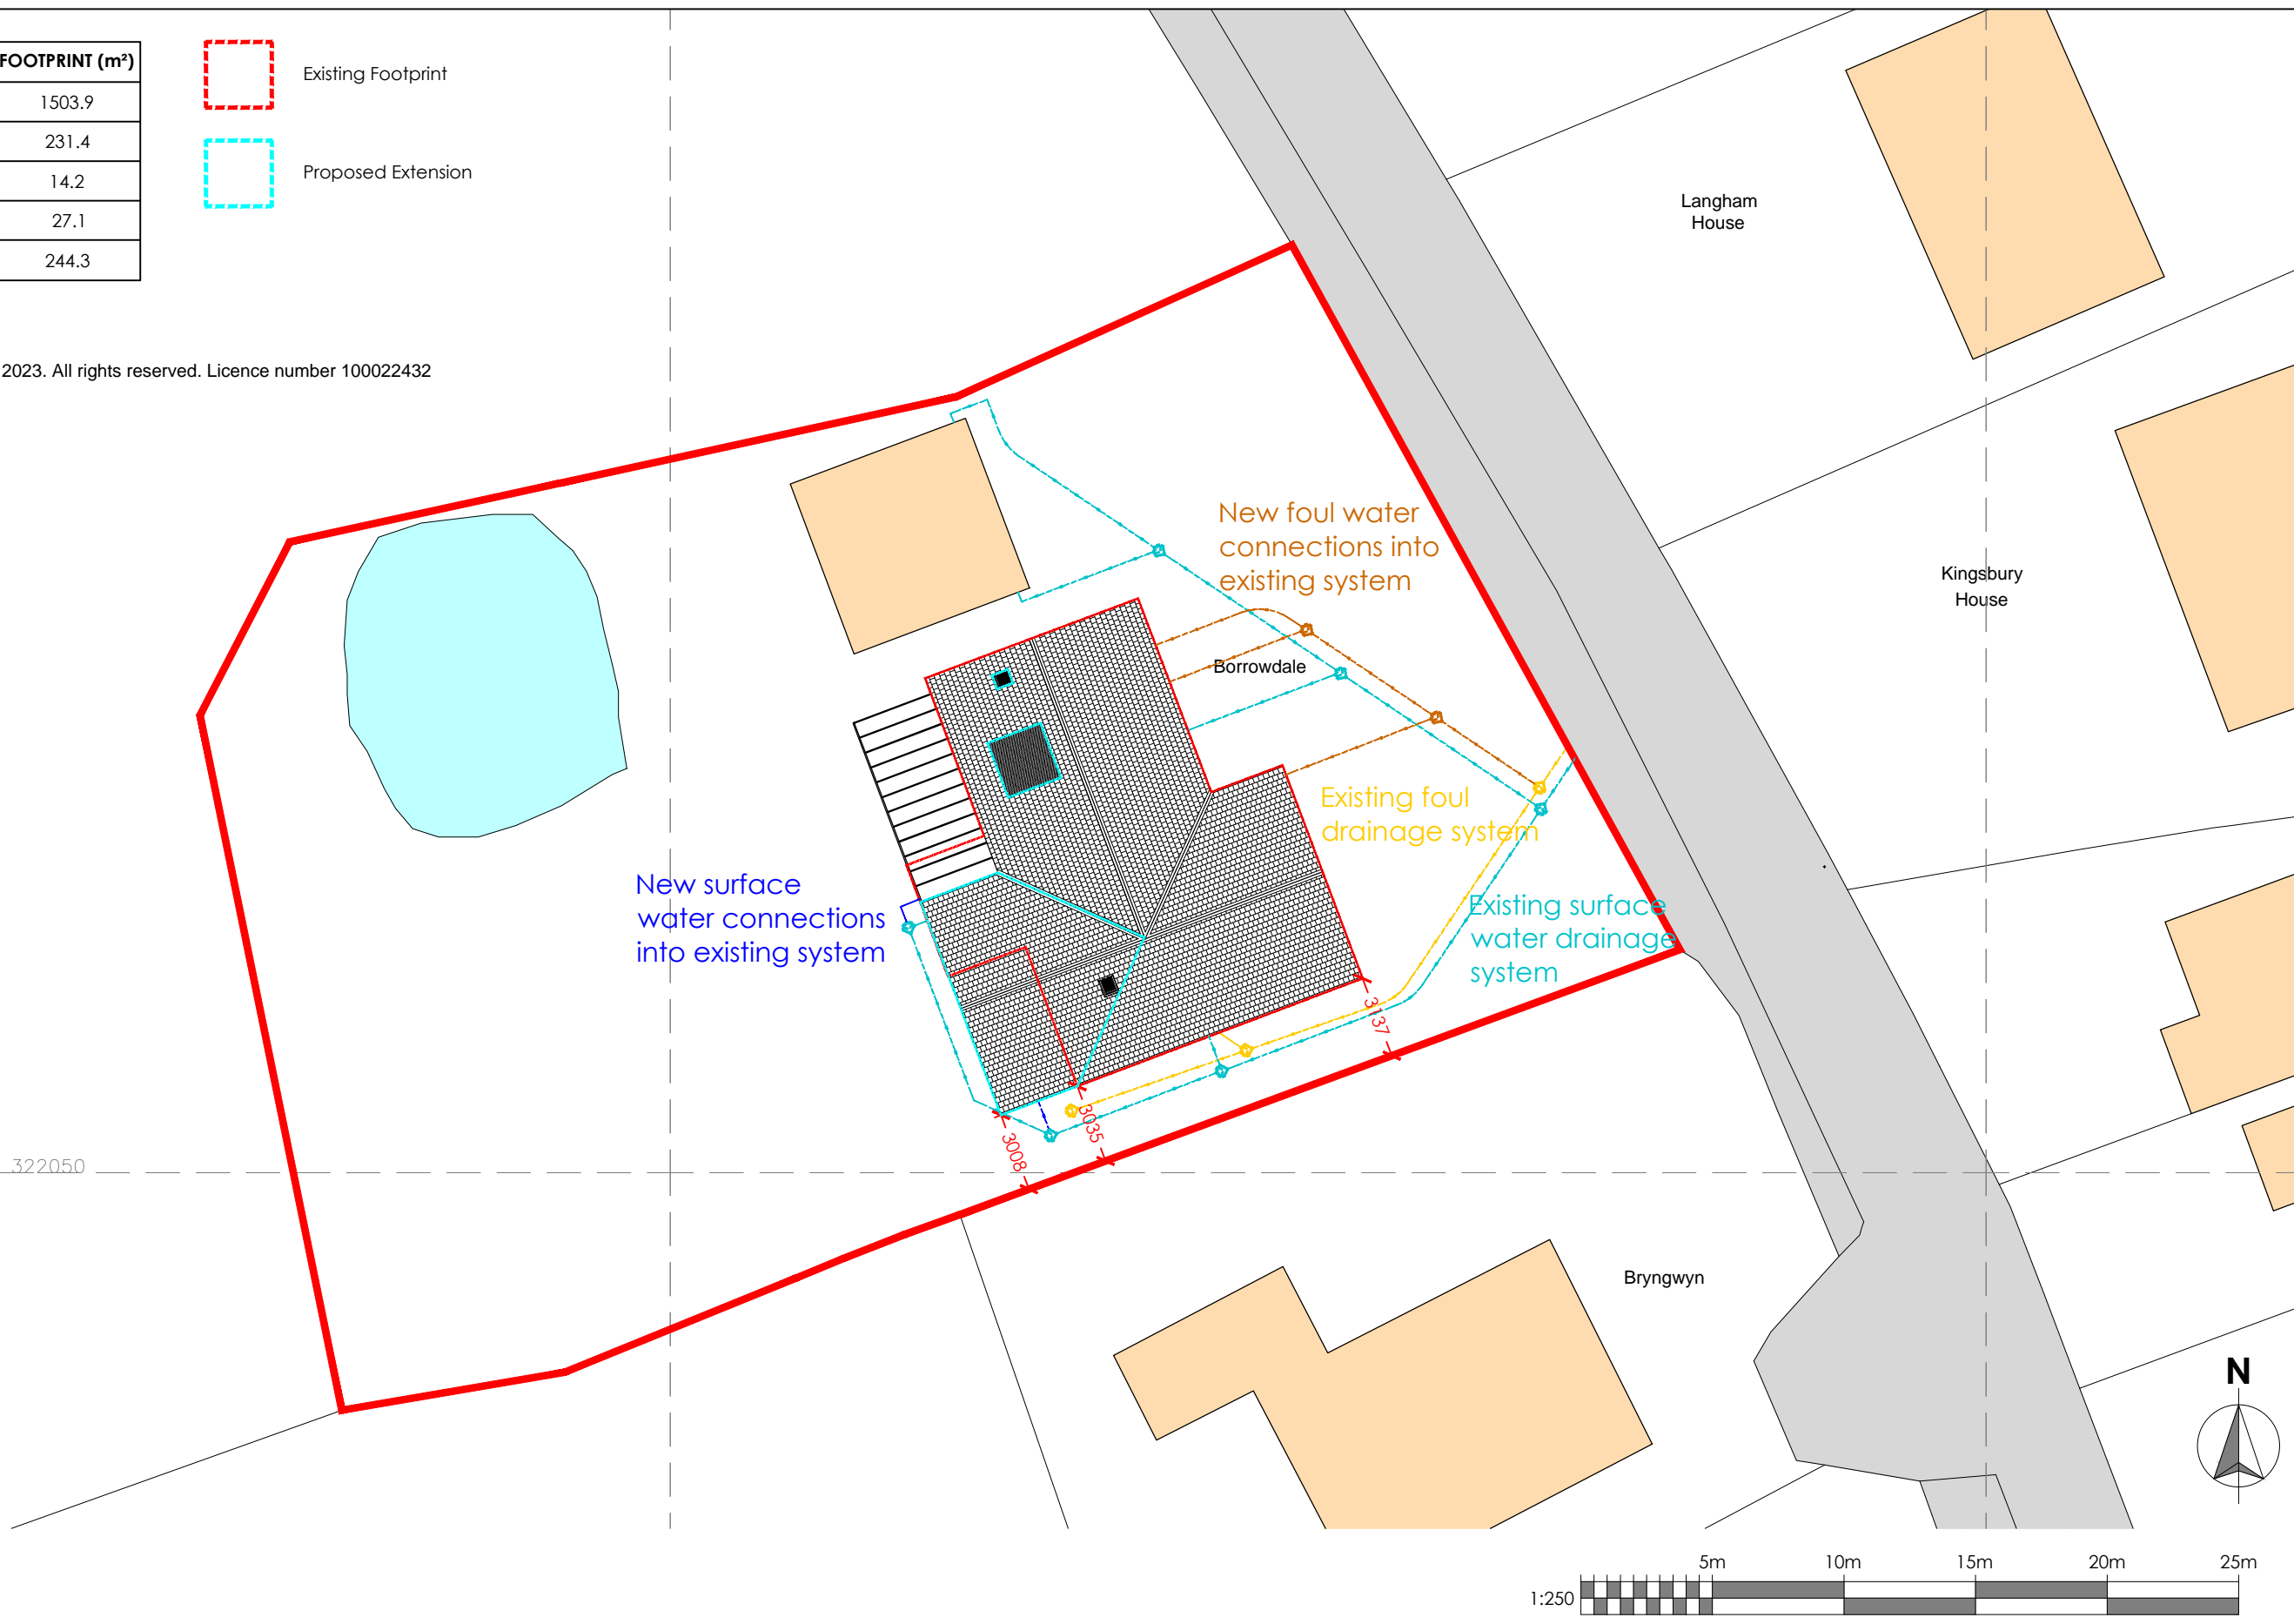 FOOTPRINT (m²)
1503.9
231.4
14.2
27.1
244.3
Existing Footprint
Proposed Extension
2023. All rights reserved. Licence number 100022432
Langham
House
New foul water
connections into
existing system
Kingsbury
House
Borrowdale
Existing foul
drainage system
New surface
water connections
into existing system
Existing surface
water drainage
system
3137
3035
3008
322050
Bryngwyn
N
5m 10m 15m 20m 25m
1:250